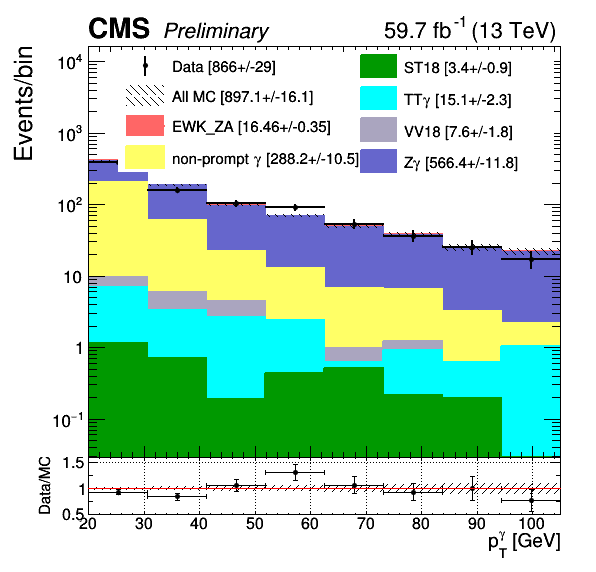 CMS Preliminary 59.7 fb⁻¹ (13 TeV)
Events/bin
Data [866+/-29]
All MC [897.1+/-16.1]
EWK_ZA [16.46+/-0.35]
non-prompt γ [288.2+/-10.5]
ST18 [3.4+/-0.9]
TTγ [15.1+/-2.3]
VV18 [7.6+/-1.8]
Zγ [566.4+/-11.8]
10⁴
10³
10²
10
1
10⁻¹
Data/MC
1.5
1
0.5
20 30 40 50 60 70 80 90 100
p_T^γ [GeV]